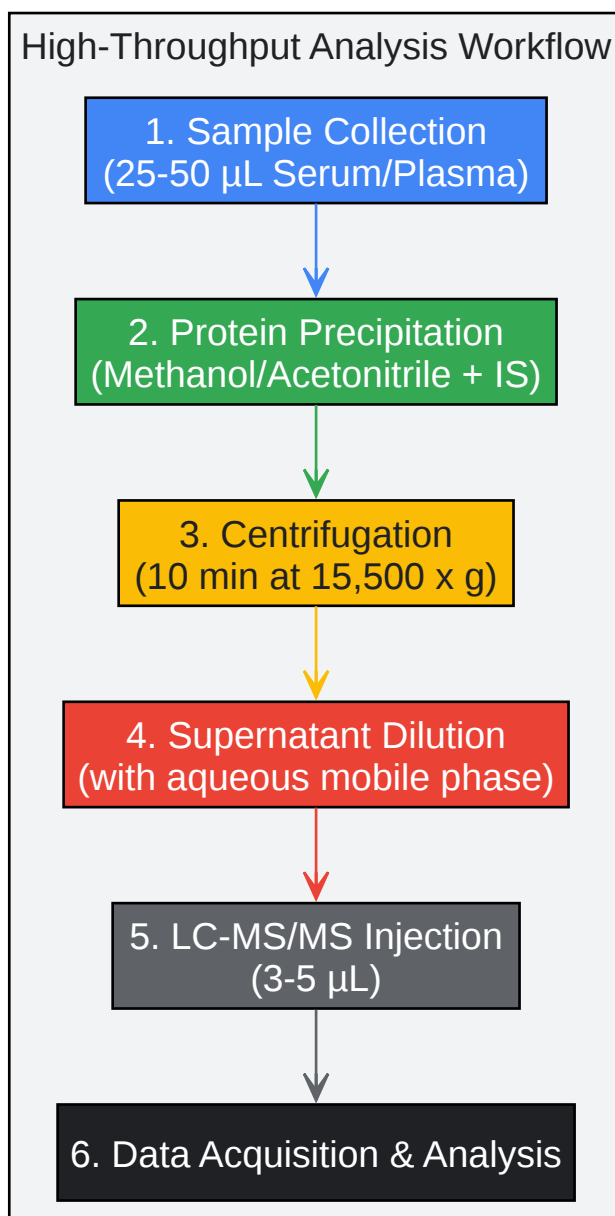 High-Throughput Analysis Workflow
1. Sample Collection
(25-50 µL Serum/Plasma)
2. Protein Precipitation
(Methanol/Acetonitrile + IS)
3. Centrifugation
(10 min at 15,500 x g)
4. Supernatant Dilution
(with aqueous mobile phase)
5. LC-MS/MS Injection
(3-5 µL)
6. Data Acquisition & Analysis